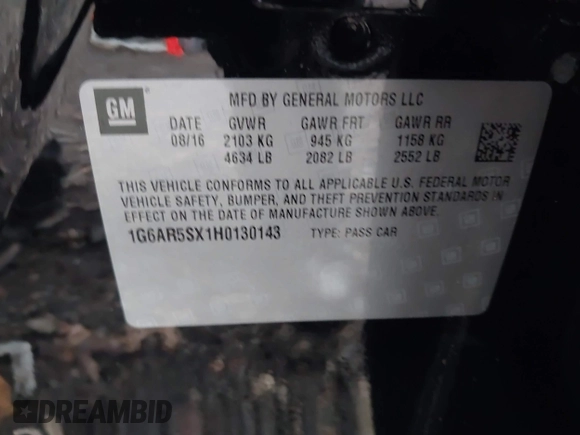 GM
MFD BY GENERAL MOTORS LLC
DATE GVWR GAWR FRT GAWR RR
08/16 2103 KG 945 KG 1158 KG
4634 LB 2082 LB 2552 LB
THIS VEHICLE CONFORMS TO ALL APPLICABLE U.S. FEDERAL MOTOR
VEHICLE SAFETY, BUMPER, AND THEFT PREVENTION STANDARDS IN
EFFECT ON THE DATE OF MANUFACTURE SHOWN ABOVE.
1G6AR5SX1H0130143 TYPE: PASS CAR
DREAMBID